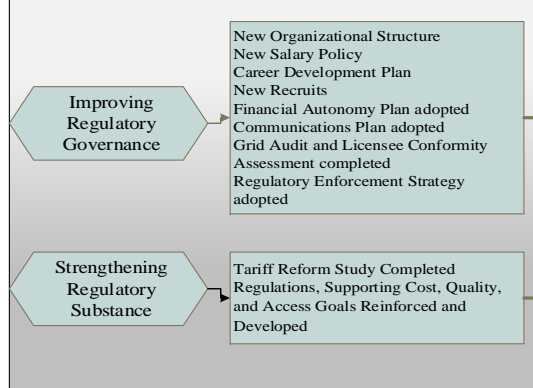 Improving
Regulatory
Governance
New Organizational Structure
New Salary Policy
Career Development Plan
New Recruits
Financial Autonomy Plan adopted
Communications Plan adopted
Grid Audit and Licensee Conformity
Assessment completed
Regulatory Enforcement Strategy
adopted
Strengthening
Regulatory
Substance
Tariff Reform Study Completed
Regulations, Supporting Cost, Quality,
and Access Goals Reinforced and
Developed